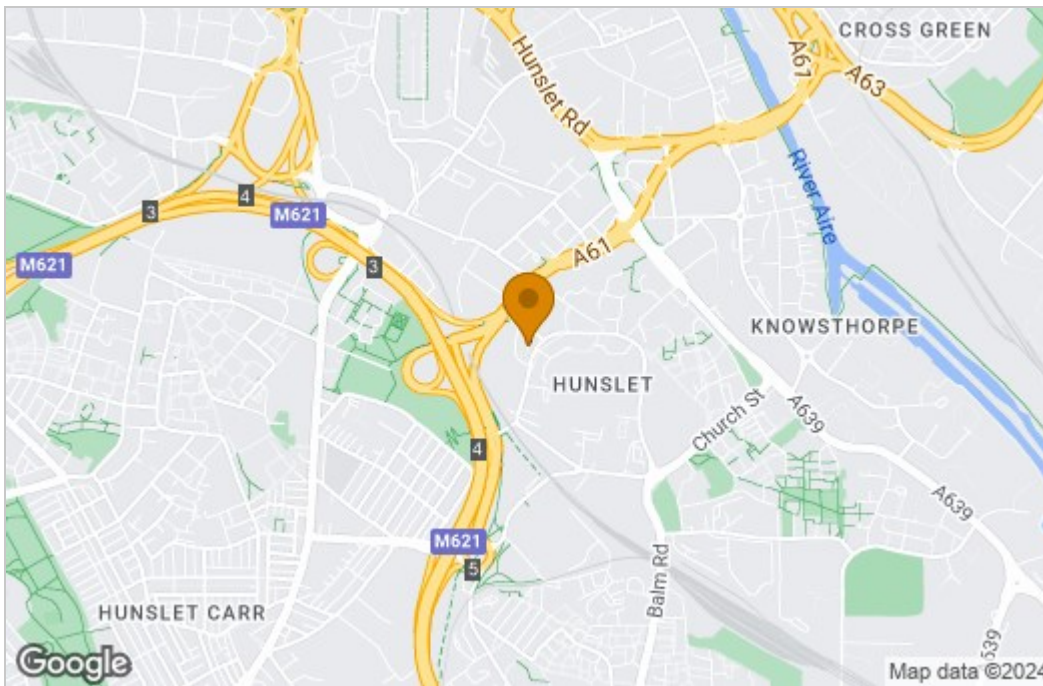 CROSS GREEN
A61
A63
Hunslet Rd
River Aire
3
4
M621
M621
3
A61
KNOWSTHORPE
HUNSLET
Church St
A639
4
A639
M621
5
Balm Rd
HUNSLET CARR
639
Google
Map data ©2024